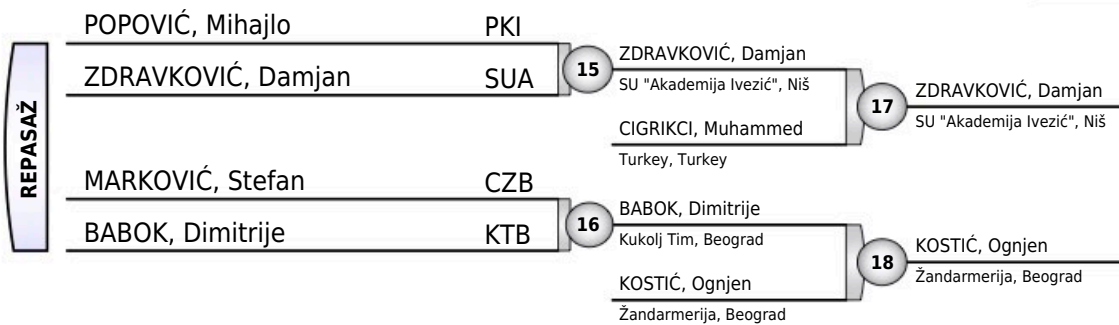 REPASAŽ
POPOVIĆ, Mihajlo PKI
ZDRAVKOVIĆ, Damjan SUA
15
ZDRAVKOVIĆ, Damjan
SU "Akademija Ivezić", Niš
CIGRIKCI, Muhammed
Turkey, Turkey
17
ZDRAVKOVIĆ, Damjan
SU "Akademija Ivezić", Niš
MARKOVIĆ, Stefan CZB
BABOK, Dimitrije KTB
16
BABOK, Dimitrije
Kukolj Tim, Beograd
KOSTIĆ, Ognjen
Žandarmerija, Beograd
18
KOSTIĆ, Ognjen
Žandarmerija, Beograd